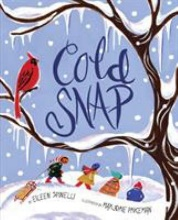 Cold
SNAP
BY EILEEN SPINELLI
ILLUSTRATED BY MARJORIE PRICEMAN